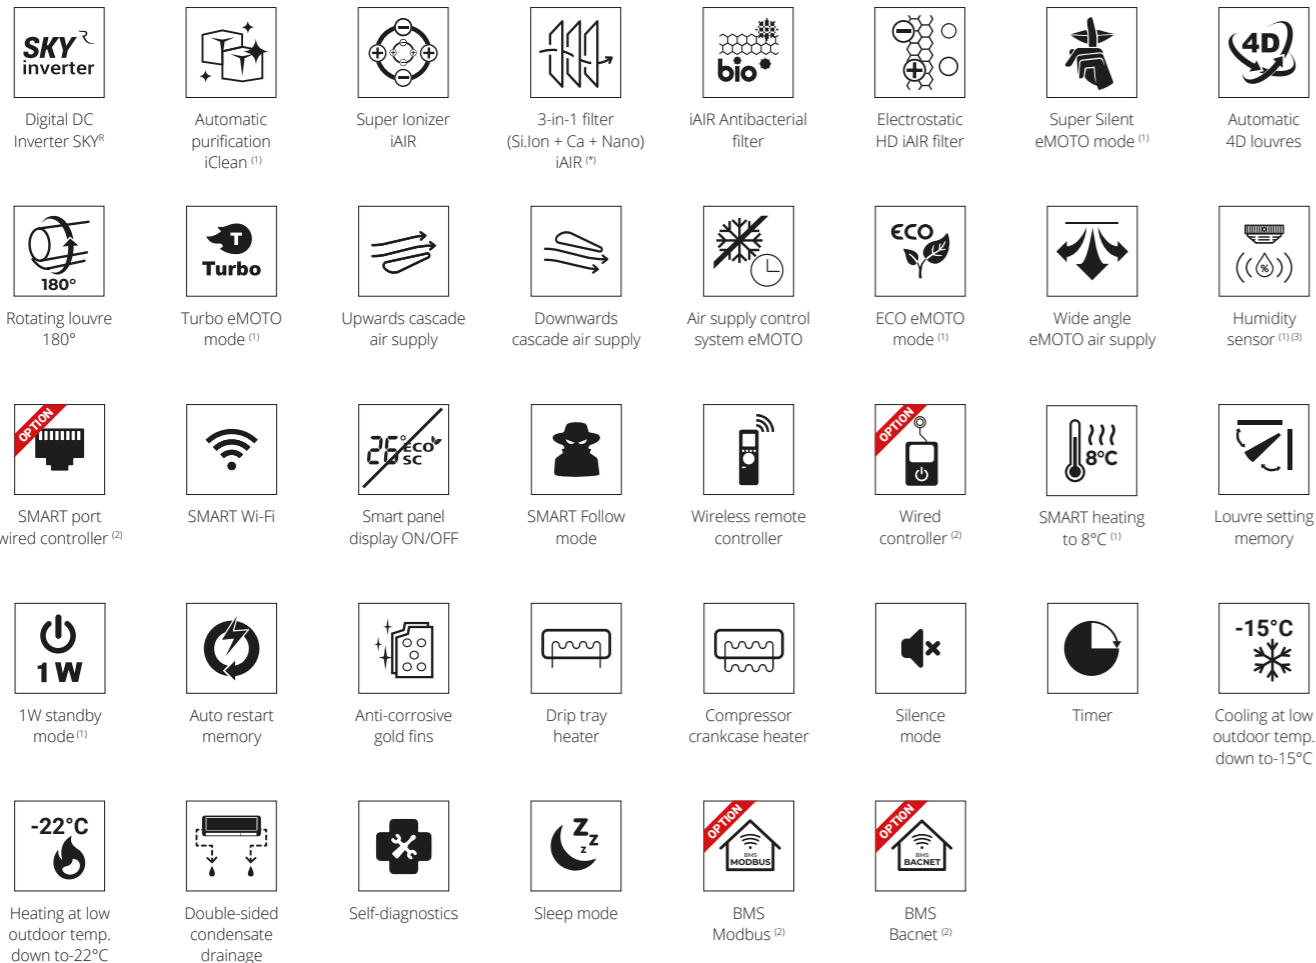 SKY R
inverter
Digital DC
Inverter SKYᴿ
Automatic
purification
iClean ⁽¹⁾
Super Ionizer
iAIR
3-in-1 filter
(Si.Ion + Ca + Nano)
iAIR ⁽*⁾
bio
iAIR Antibacterial
filter
Electrostatic
HD iAIR filter
Super Silent
eMOTO mode ⁽¹⁾
4D
Automatic
4D louvres
180°
Rotating louvre
180°
T
Turbo
Turbo eMOTO
mode ⁽¹⁾
Upwards cascade
air supply
Downwards
cascade air supply
Air supply control
system eMOTO
ECO
ECO eMOTO
mode ⁽¹⁾
Wide angle
eMOTO air supply
%
Humidity
sensor ⁽¹⁾ ⁽³⁾
OPTION
SMART port
wired controller ⁽²⁾
SMART Wi-Fi
26° ECO
SC
Smart panel
display ON/OFF
SMART Follow
mode
Wireless remote
controller
OPTION
Wired
controller ⁽²⁾
8°C
SMART heating
to 8°C ⁽¹⁾
Louvre setting
memory
1 W
1W standby
mode ⁽¹⁾
Auto restart
memory
Anti-corrosive
gold fins
Drip tray
heater
Compressor
crankcase heater
Silence
mode
Timer
-15°C
Cooling at low
outdoor temp.
down to-15°C
-22°C
Heating at low
outdoor temp.
down to-22°C
Double-sided
condensate
drainage
Self-diagnostics
Z Z Z
Sleep mode
OPTION
BMS
MODBUS
BMS
Modbus ⁽²⁾
OPTION
BMS
BACNET
BMS
Bacnet ⁽²⁾